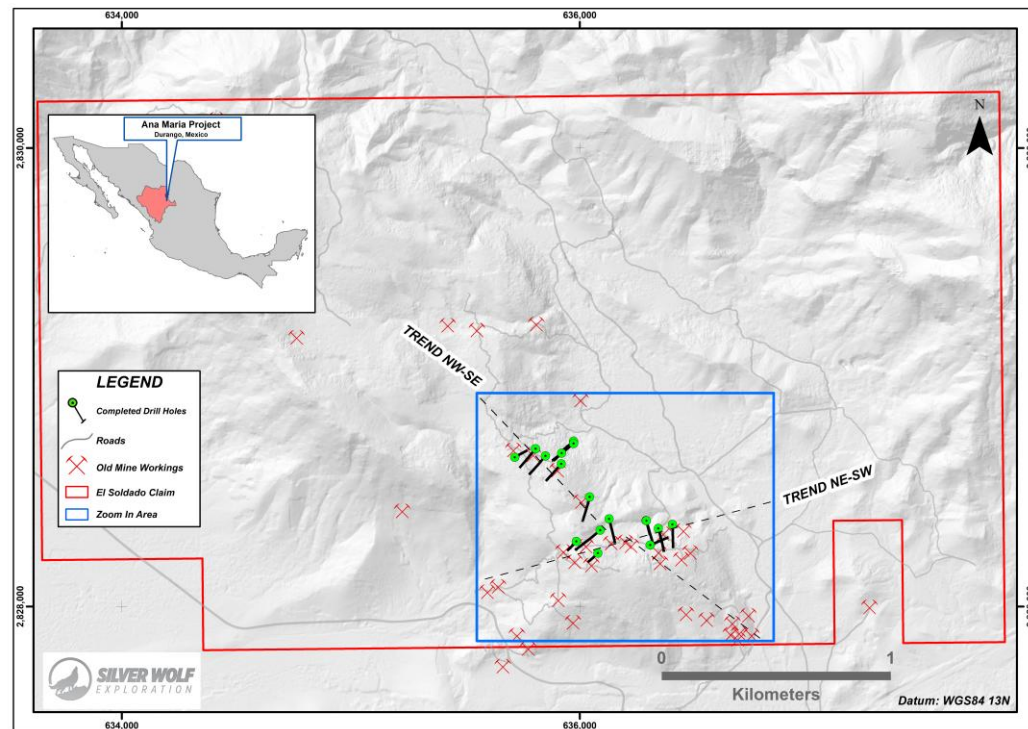 634,000
636,000
Ana Maria Project
Durango, Mexico
N
2,830,000
TREND NW-SE
LEGEND
Completed Drill Holes
Roads
Old Mine Workings
El Soldado Claim
Zoom In Area
TREND NE-SW
2,828,000
SILVER WOLF
EXPLORATION
0
1
Kilometers
Datum: WGS84 13N
634,000
636,000